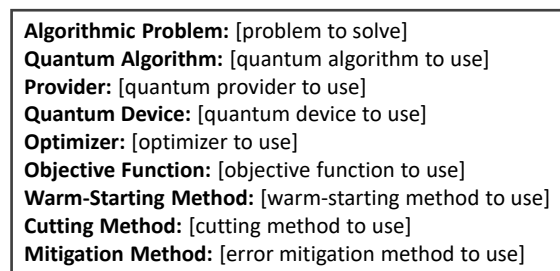 Algorithmic Problem: [problem to solve]
Quantum Algorithm: [quantum algorithm to use]
Provider: [quantum provider to use]
Quantum Device: [quantum device to use]
Optimizer: [optimizer to use]
Objective Function: [objective function to use]
Warm-Starting Method: [warm-starting method to use]
Cutting Method: [cutting method to use]
Mitigation Method: [error mitigation method to use]